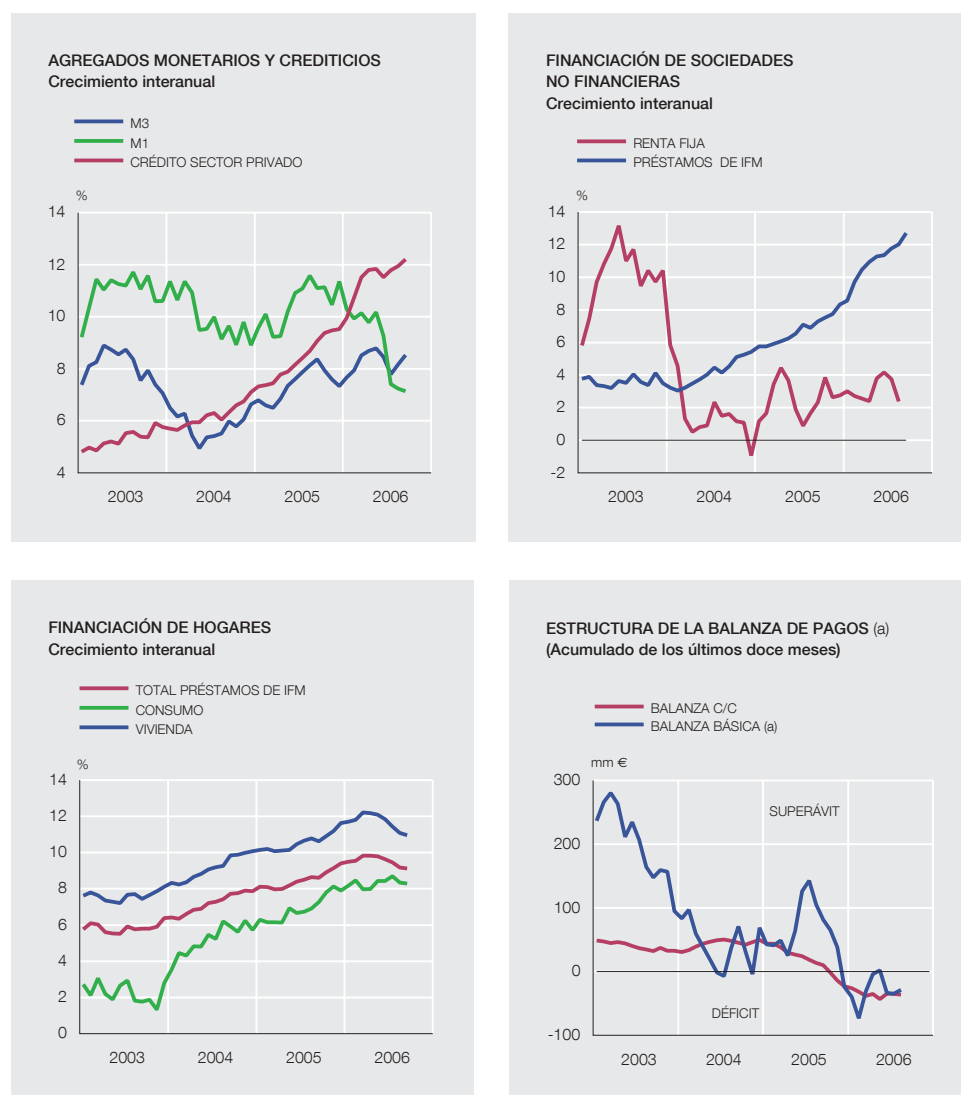 AGREGADOS MONETARIOS Y CREDITICIOS
Crecimiento interanual
M3
M1
CRÉDITO SECTOR PRIVADO
%
14
12
10
8
6
4
2003 2004 2005 2006
FINANCIACIÓN DE SOCIEDADES
NO FINANCIERAS
Crecimiento interanual
RENTA FIJA
PRÉSTAMOS DE IFM
%
14
12
10
8
6
4
2
0
-2
2003 2004 2005 2006
FINANCIACIÓN DE HOGARES
Crecimiento interanual
TOTAL PRÉSTAMOS DE IFM
CONSUMO
VIVIENDA
%
14
12
10
8
6
4
2
0
2003 2004 2005 2006
ESTRUCTURA DE LA BALANZA DE PAGOS (a)
(Acumulado de los últimos doce meses)
BALANZA C/C
BALANZA BÁSICA (a)
mm €
300
SUPERÁVIT
200
100
0
DÉFICIT
-100
2003 2004 2005 2006